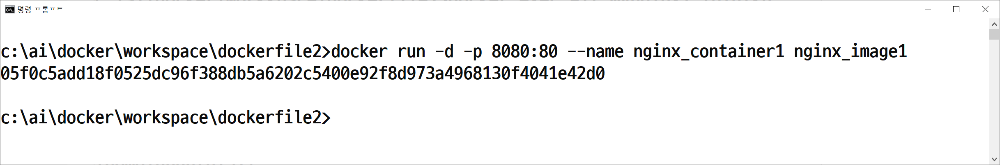 명령 프롬프트
c:\ai\docker\workspace\dockerfile2>docker run -d -p 8080:80 --name nginx_container1 nginx_image1
05f0c5add18f0525dc96f388db5a6202c5400e92f8d973a4968130f4041e42d0
c:\ai\docker\workspace\dockerfile2>